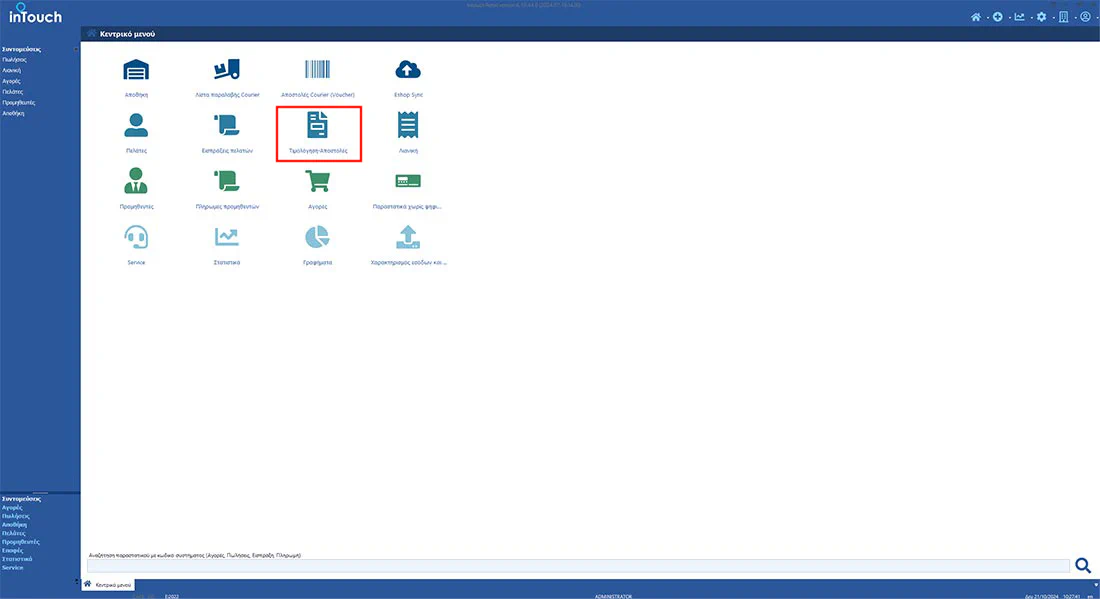 inTouch
Κεντρικό μενού
Συντομεύσεις
Πωλήσεις
Λιανική
Αγορές
Πελάτες
Προμηθευτές
Αποθήκη
Αποθήκη
Λίστα παραλαβής Courier
Αποστολές Courier (Voucher)
Eshop Sync
Πελάτες
Εισπράξεις πελατών
Τιμολόγηση-Αποστολές
Λιανική
Προμηθευτές
Πληρωμές προμηθευτών
Αγορές
Παραστατικά χωρίς ψηφι...
Service
Στατιστικά
Γραφήματα
Χαρακτηρισμός εσόδων και ...
Συντομεύσεις
Αγορές
Πωλήσεις
Αποθήκη
Πελάτες
Προμηθευτές
Επαφές
Στατιστικά
Service
Αναζήτηση παραστατικού με κωδικό συστήματος (Αγορές, Πωλήσεις, Είσπραξη, Πληρωμή)
Κεντρικό μενού
ADMINISTRATOR
Δευ 21/10/2024
10:27:41
en